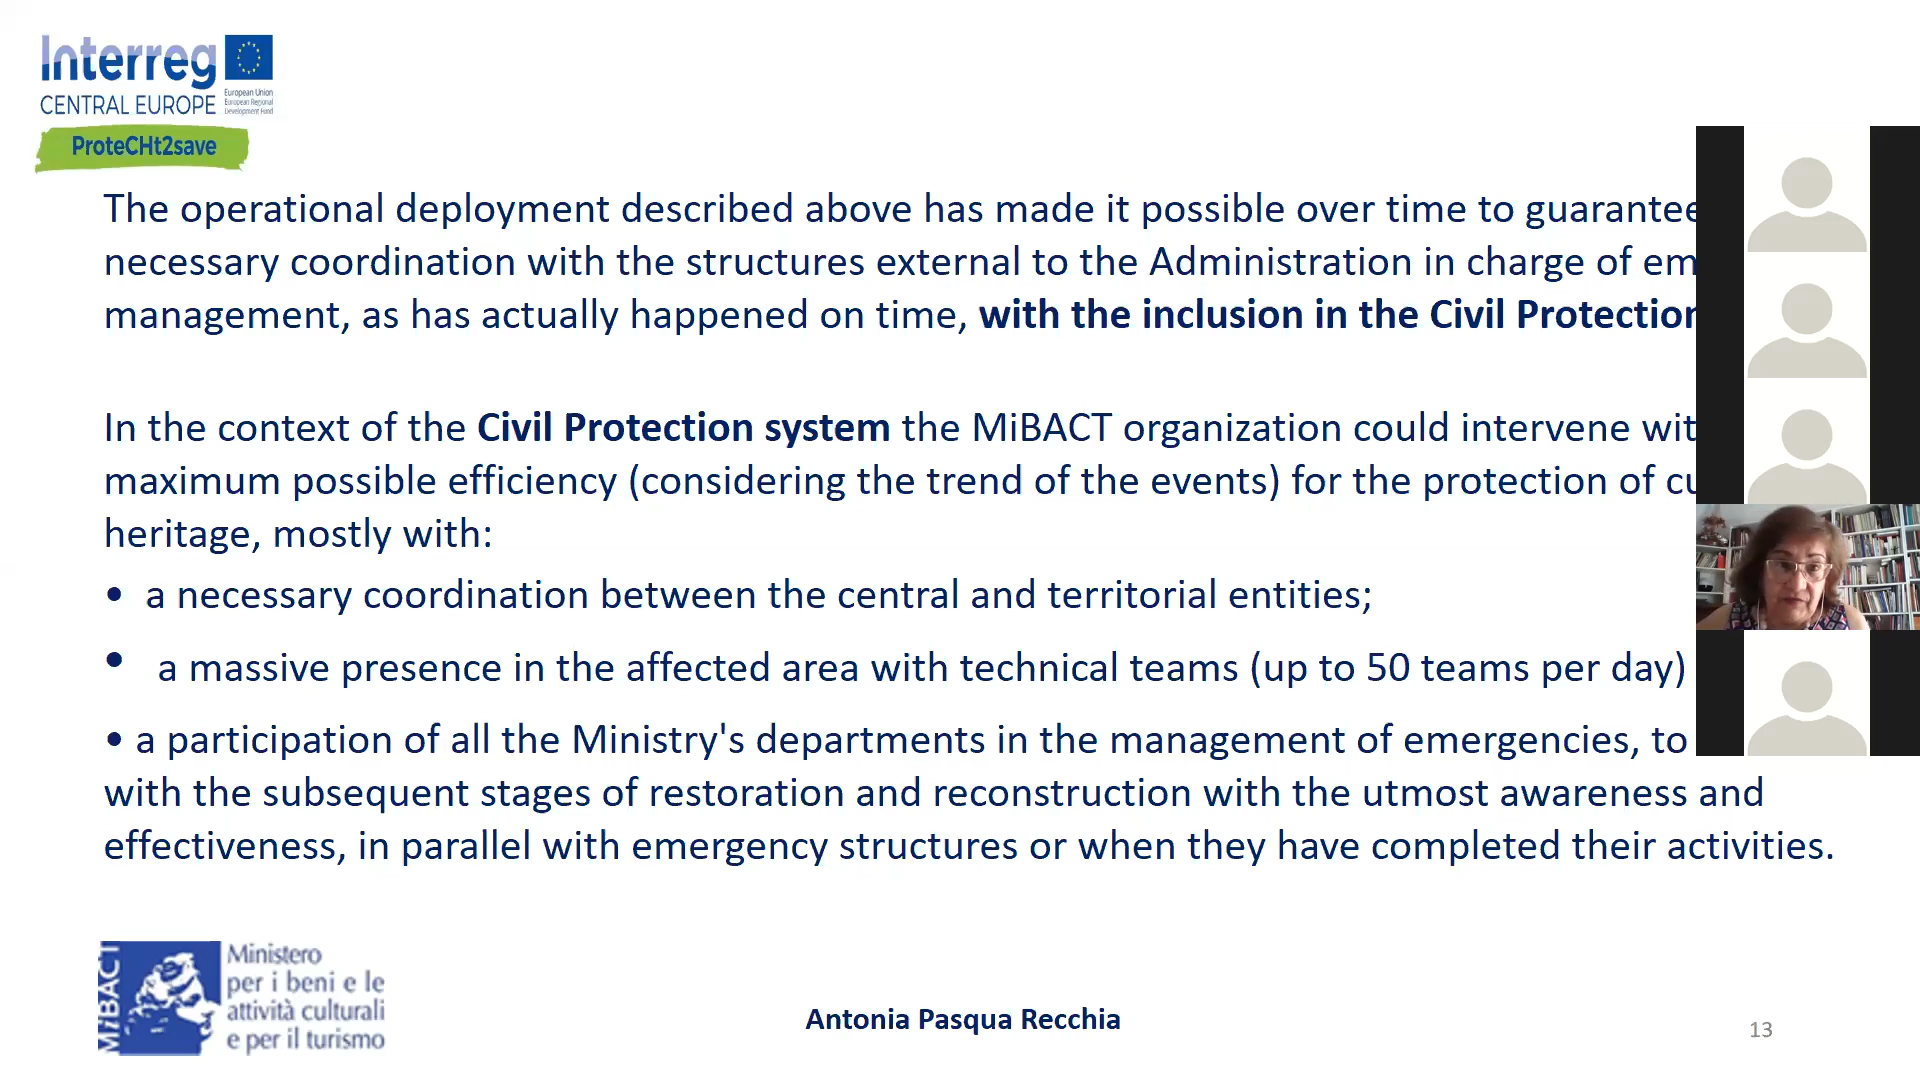 Interreg
CENTRAL EUROPE
European Union
European Regional
Development Fund
ProteCHt2save
The operational deployment described above has made it possible over time to guarantee
necessary coordination with the structures external to the Administration in charge of em
management, as has actually happened on time, with the inclusion in the Civil Protection
In the context of the Civil Protection system the MiBACT organization could intervene wit
maximum possible efficiency (considering the trend of the events) for the protection of cu
heritage, mostly with:
• a necessary coordination between the central and territorial entities;
• a massive presence in the affected area with technical teams (up to 50 teams per day)
• a participation of all the Ministry's departments in the management of emergencies, to
with the subsequent stages of restoration and reconstruction with the utmost awareness and
effectiveness, in parallel with emergency structures or when they have completed their activities.
MiBACT
Ministero
per i beni e le
attività culturali
e per il turismo
Antonia Pasqua Recchia
13